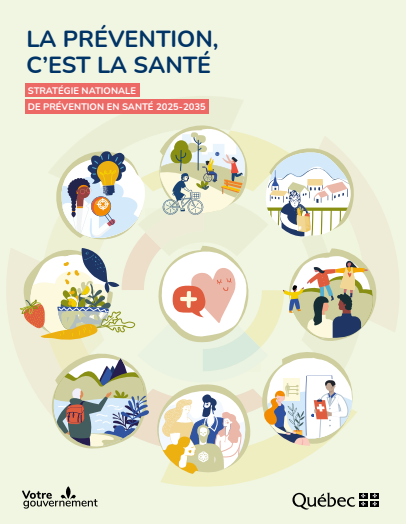 LA PRÉVENTION,
C'EST LA SANTÉ
STRATÉGIE NATIONALE
DE PRÉVENTION EN SANTÉ 2025-2035
Votre
gouvernement
Québec